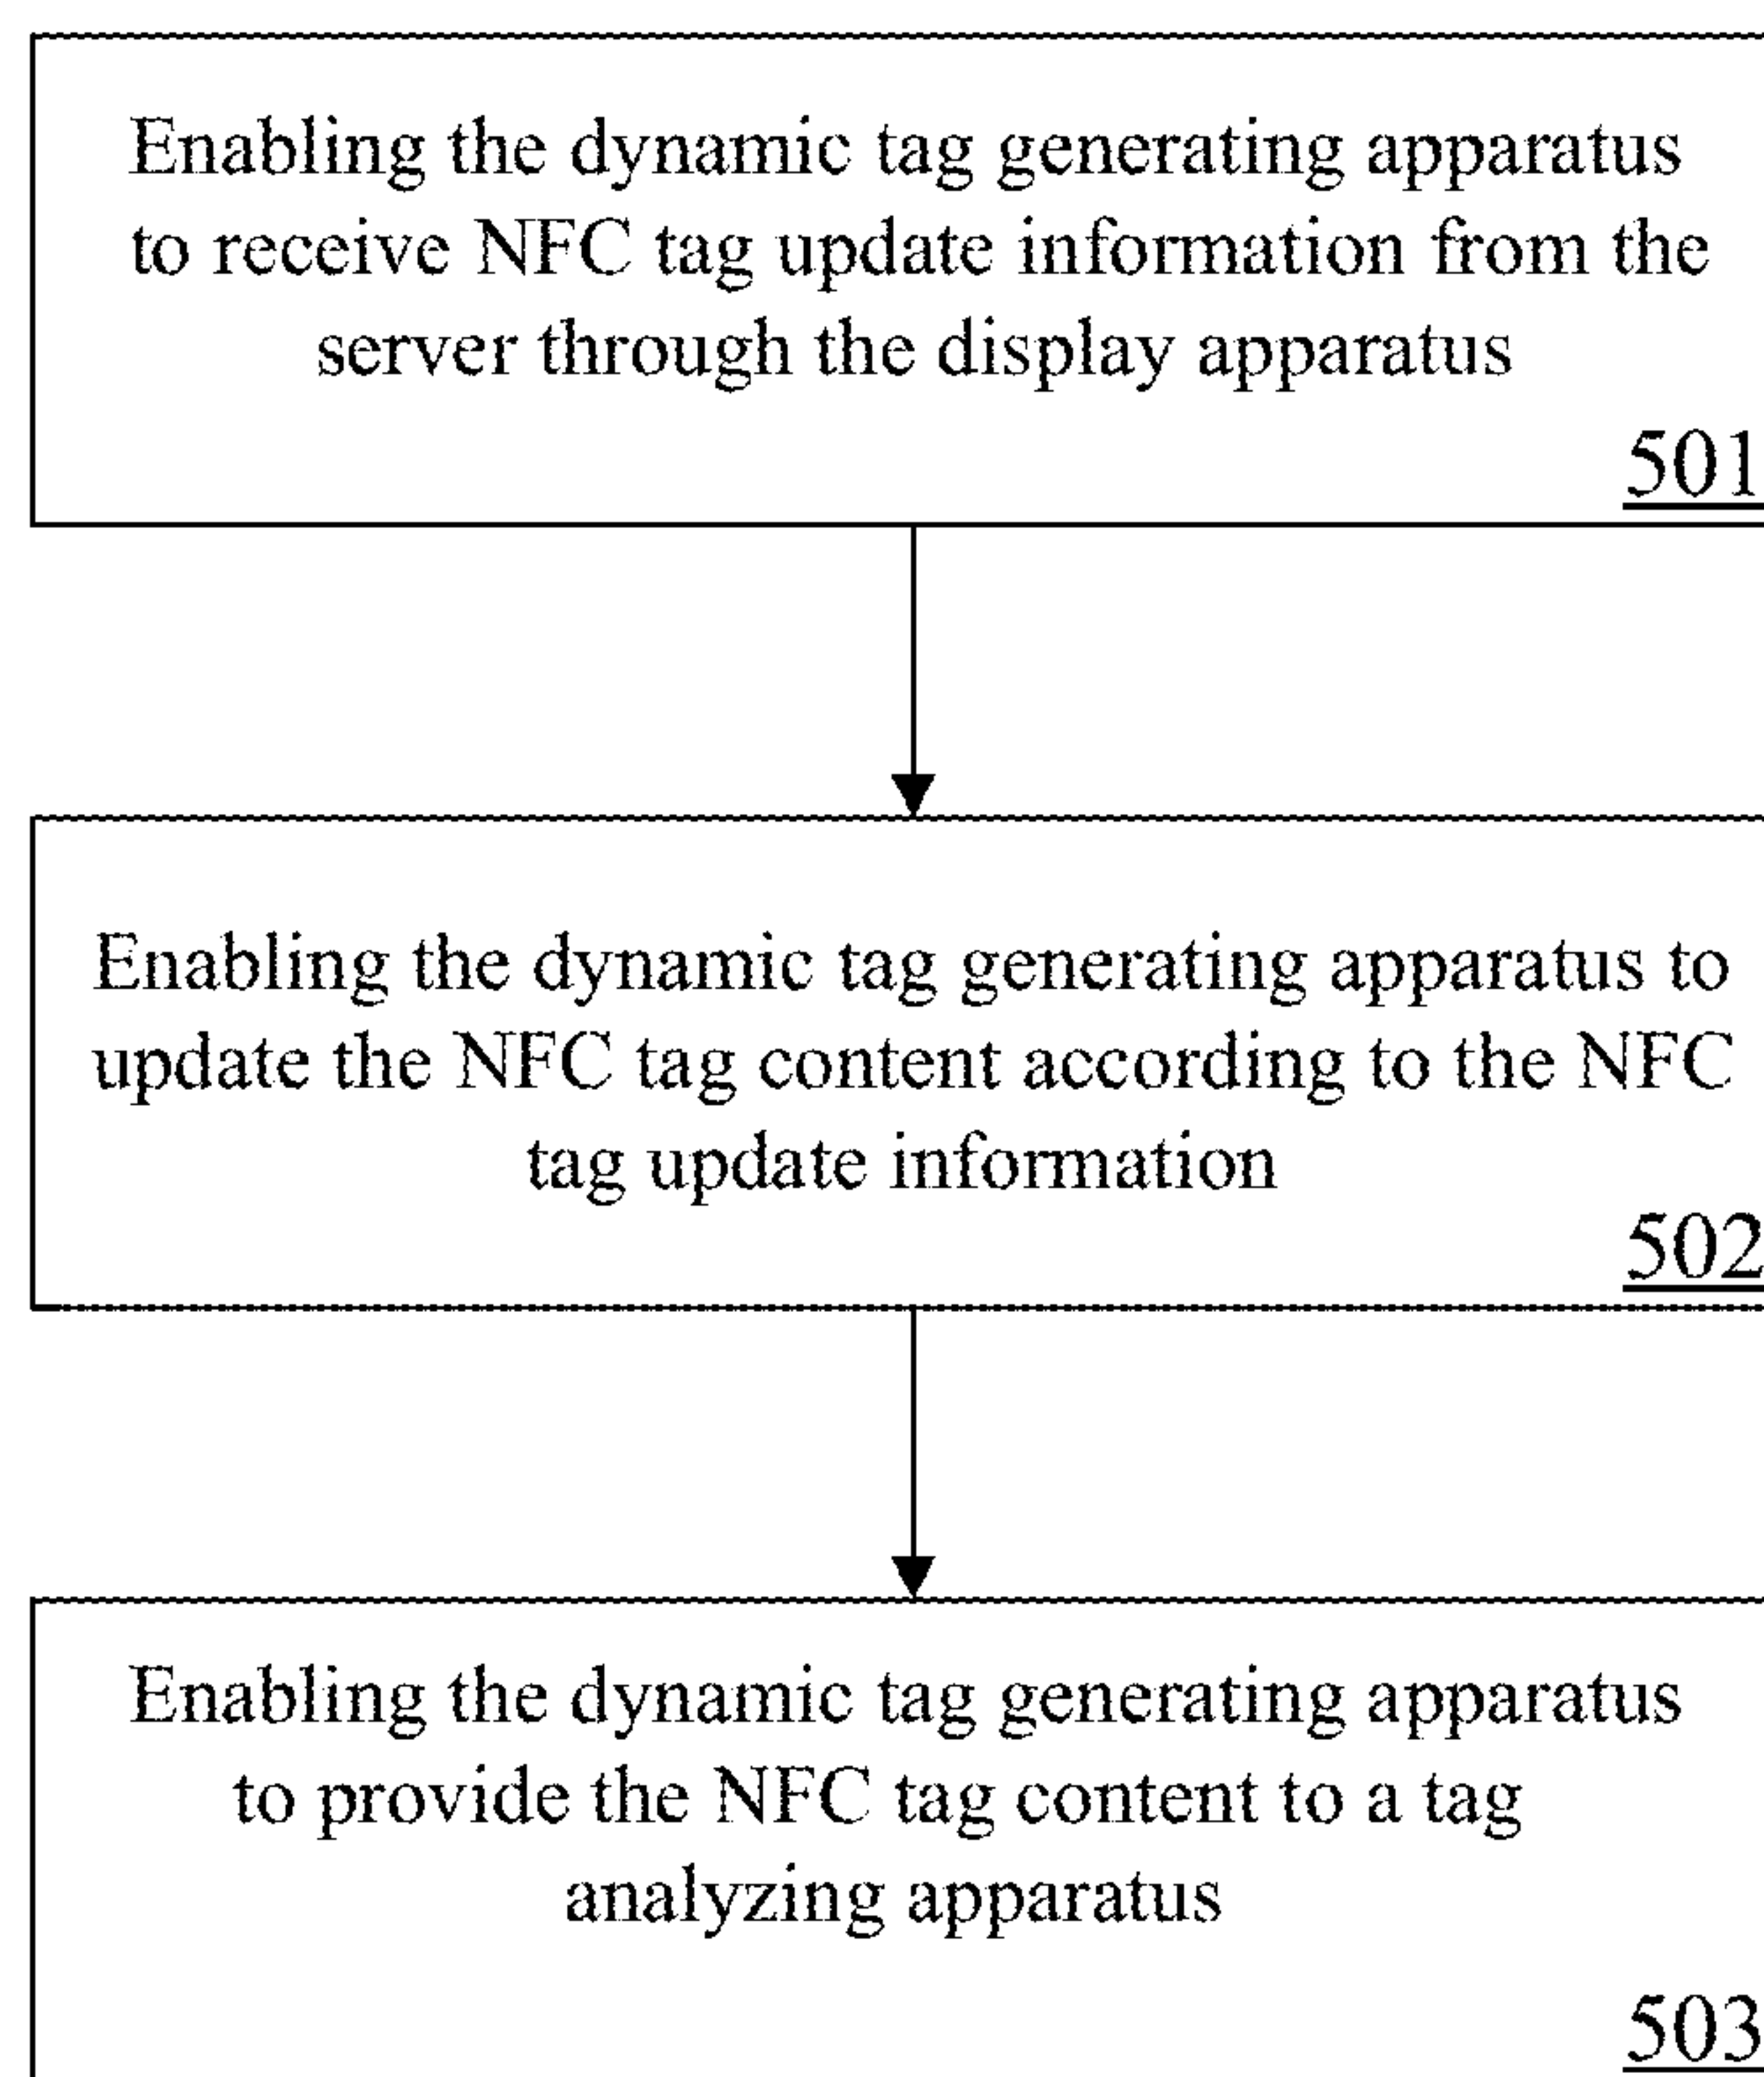 Enabling the dynamic tag generating apparatus
to receive NFC tag update information from the
server through the display apparatus
501
Enabling the dynamic tag generating apparatus to
update the NFC tag content according to the NFC
tag update information
502
Enabling the dynamic tag generating apparatus
to provide the NFC tag content to a tag
analyzing apparatus
503